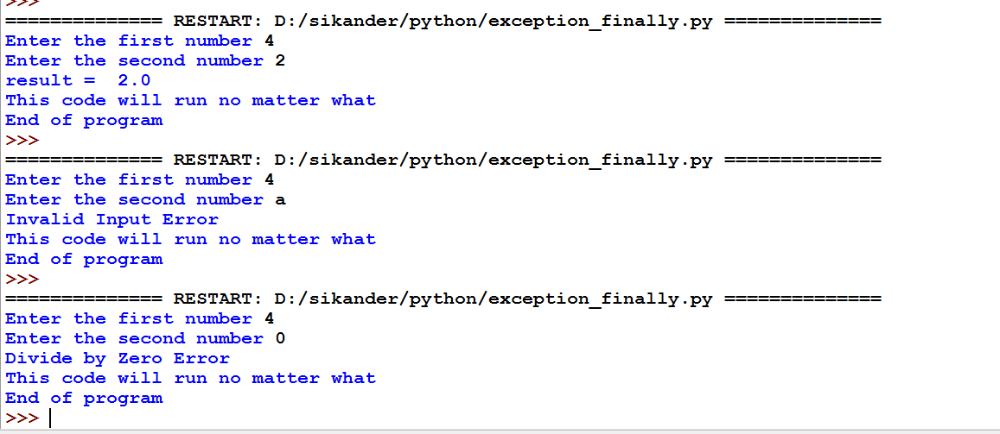 >>>
============== RESTART: D:/sikander/python/exception_finally.py ==============
Enter the first number 4
Enter the second number 2
result =  2.0
This code will run no matter what
End of program
>>>
============== RESTART: D:/sikander/python/exception_finally.py ==============
Enter the first number 4
Enter the second number a
Invalid Input Error
This code will run no matter what
End of program
>>>
============== RESTART: D:/sikander/python/exception_finally.py ==============
Enter the first number 4
Enter the second number 0
Divide by Zero Error
This code will run no matter what
End of program
>>>